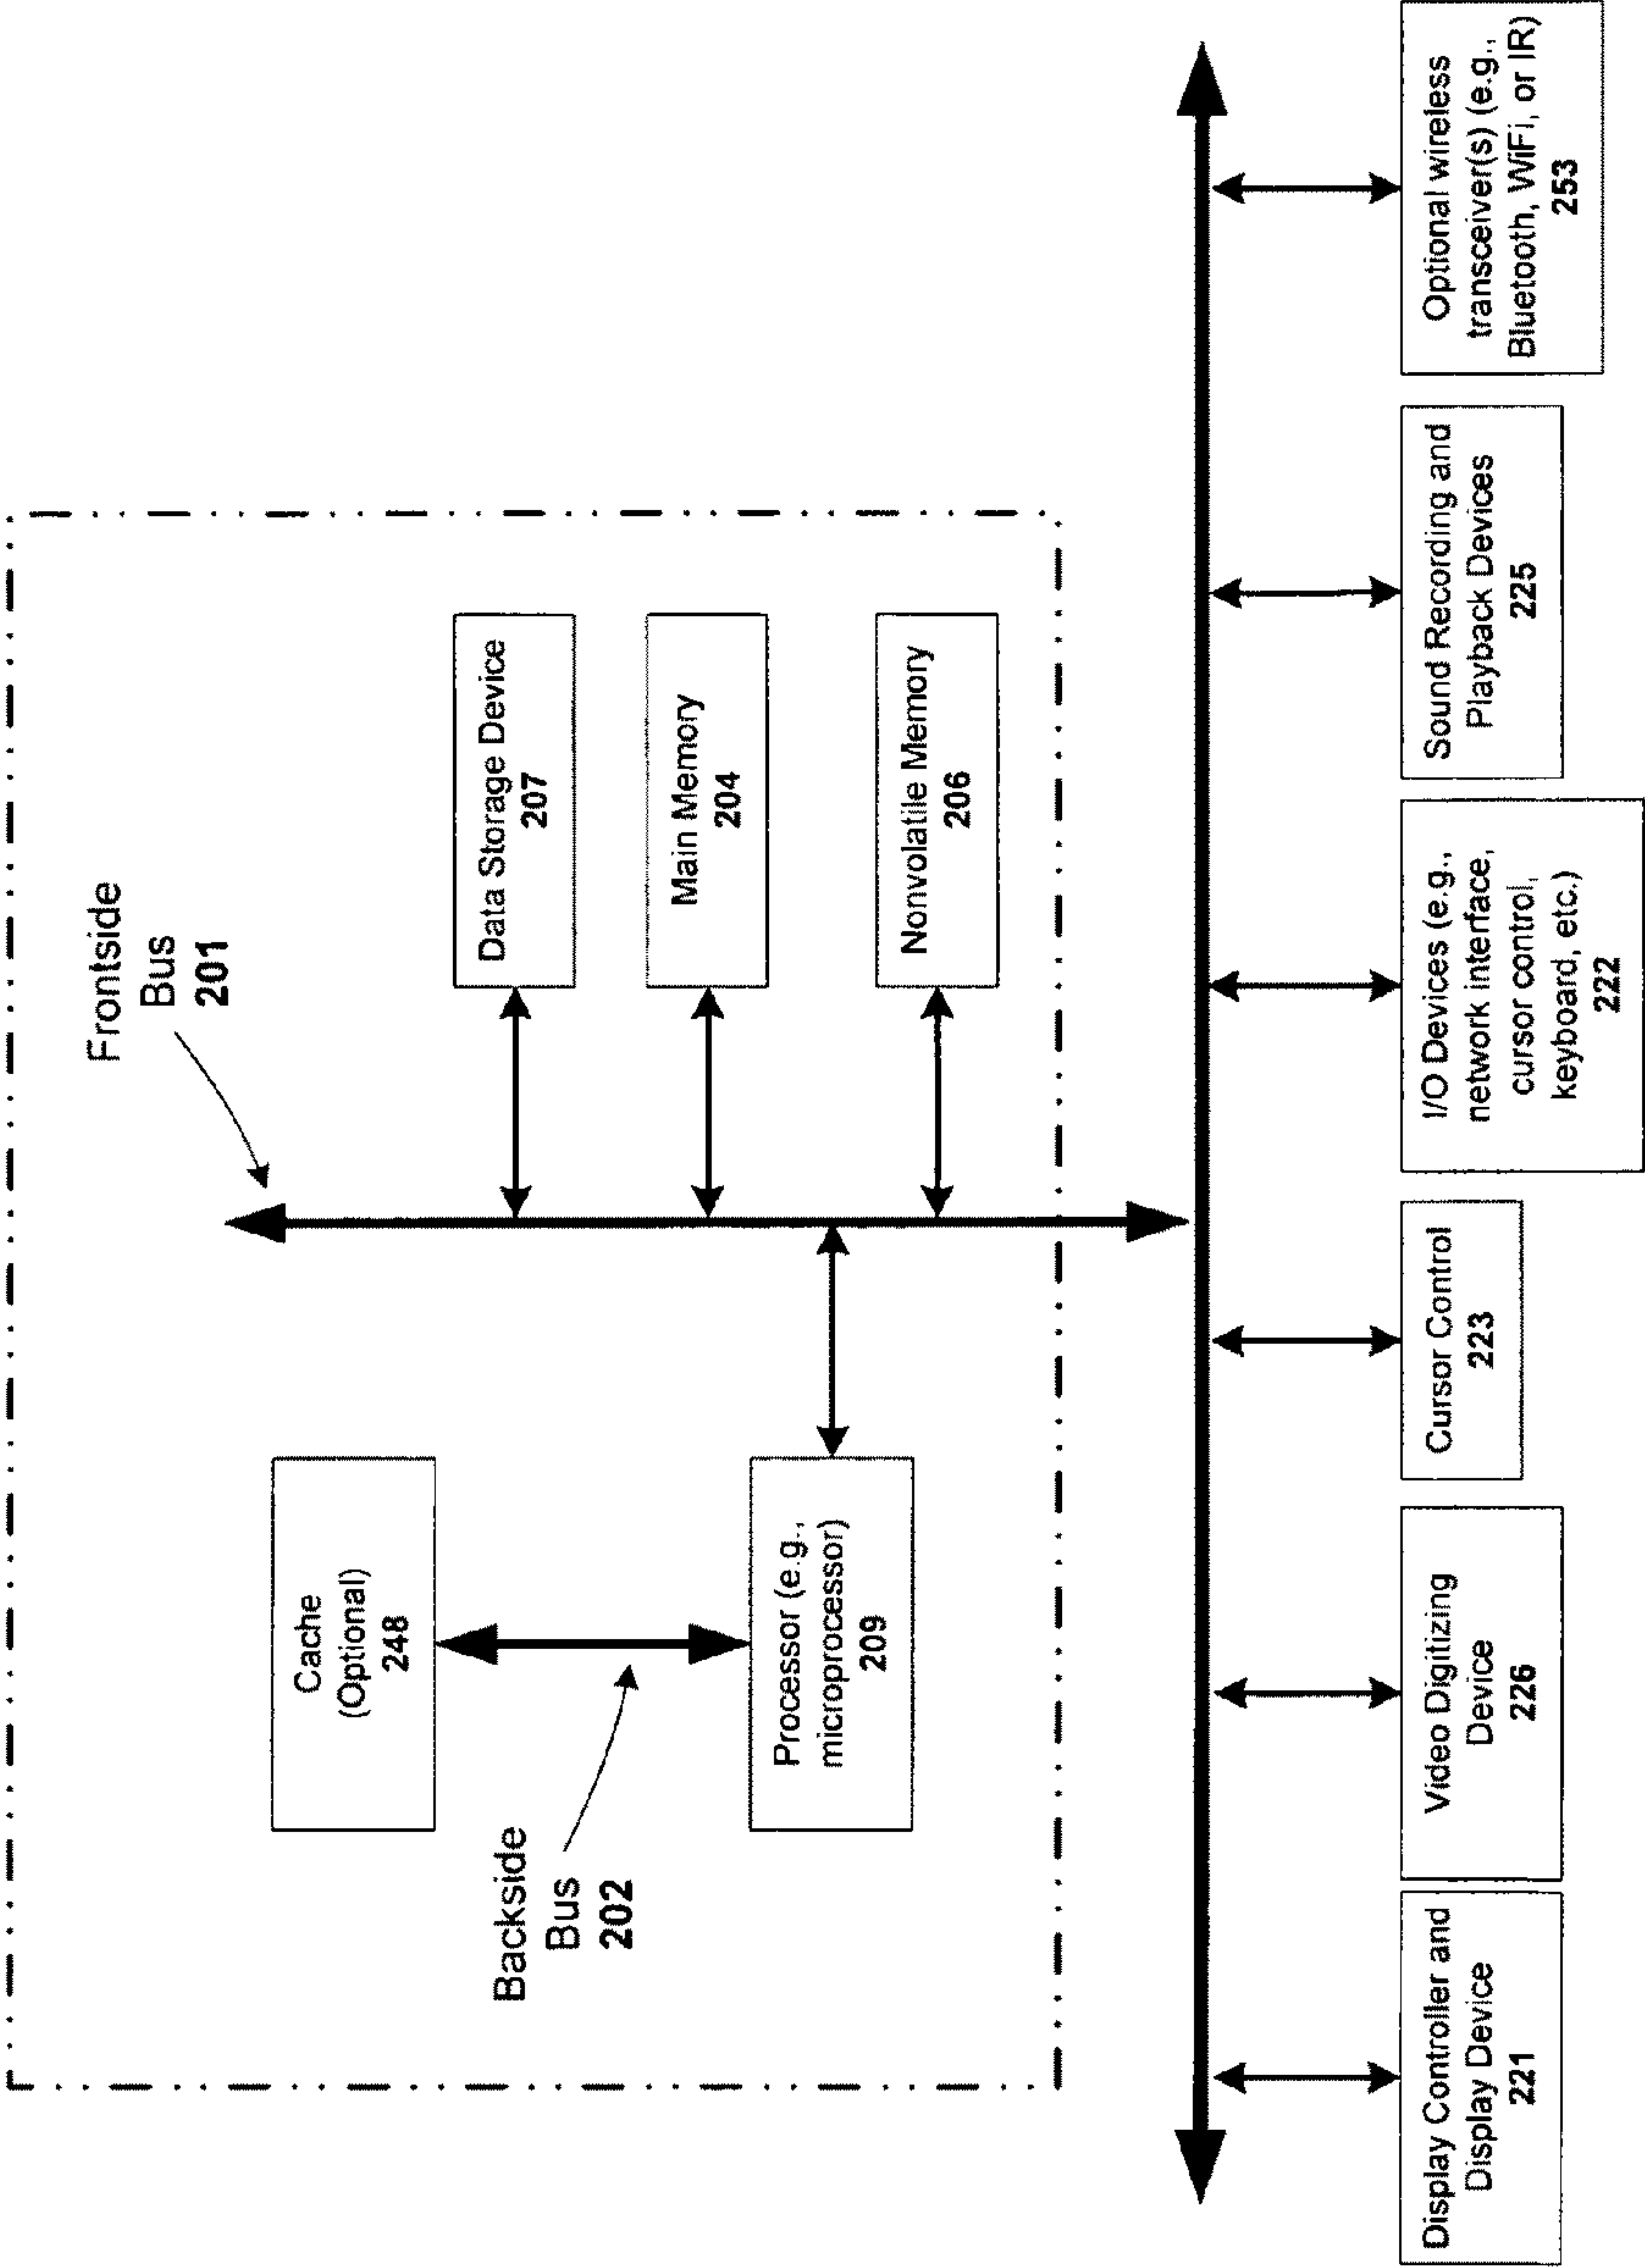 Frontside
Bus
201
Cache
(Optional)
248
Backside
Bus
202
Data Storage Device
207
Main Memory
204
Processor (e.g.,
microprocessor)
209
Nonvolatile Memory
206
Display Controller and
Display Device
221
Video Digitizing
Device
226
Cursor Control
223
I/O Devices (e.g.,
network interface,
cursor control,
keyboard, etc.)
222
Sound Recording and
Playback Devices
225
Optional wireless
transceiver(s) (e.g.,
Bluetooth, WiFi, or IR)
253